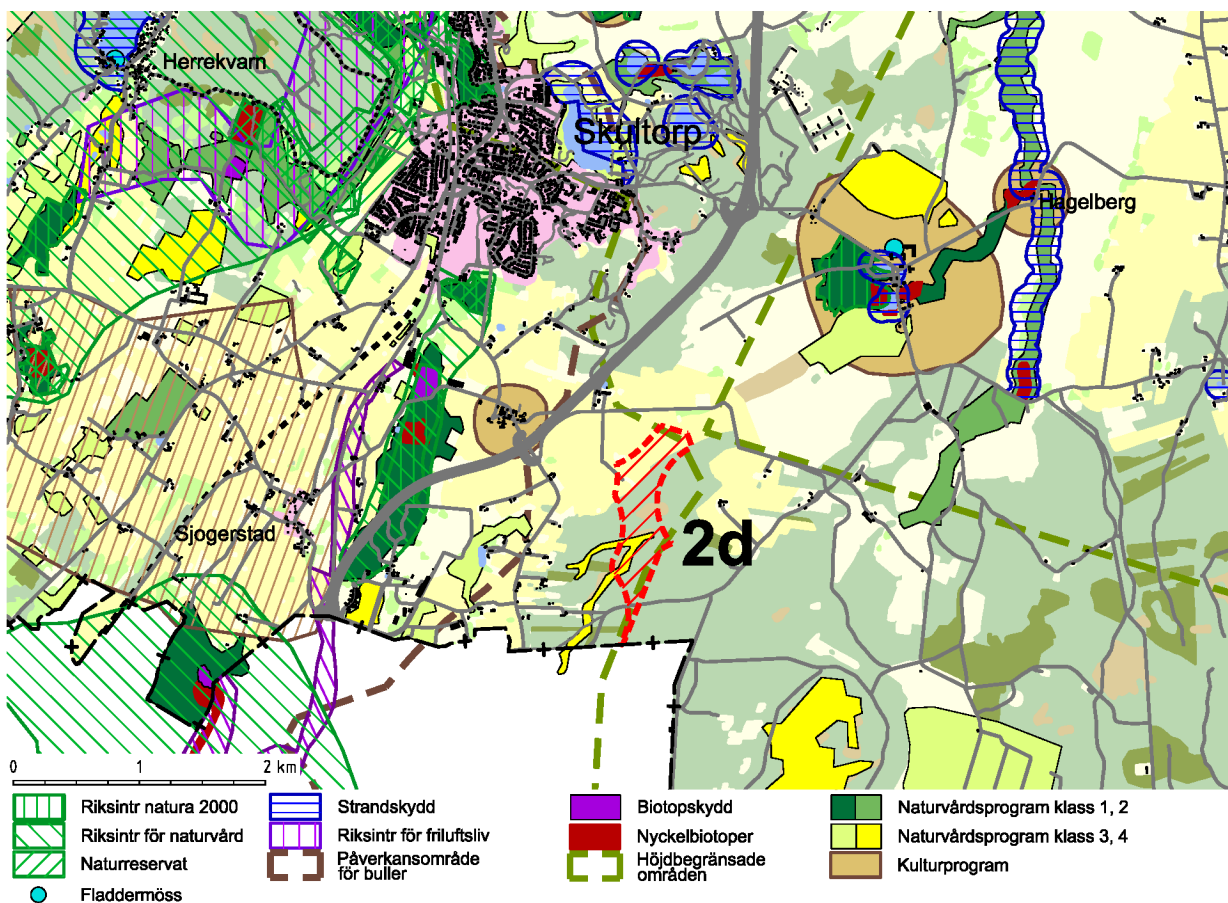 Herrekvarn
Skultorp
Hagelberg
Sjogerstad
2d
0 1 2 km
Riksintr natura 2000
Riksintr för naturvård
Naturreservat
Fladdermöss
Strandskydd
Riksintr för friluftsliv
Påverkansområde
för buller
Biotopskydd
Nyckelbiotoper
Höjdbegränsade
områden
Naturvårdsprogram klass 1, 2
Naturvårdsprogram klass 3, 4
Kulturprogram